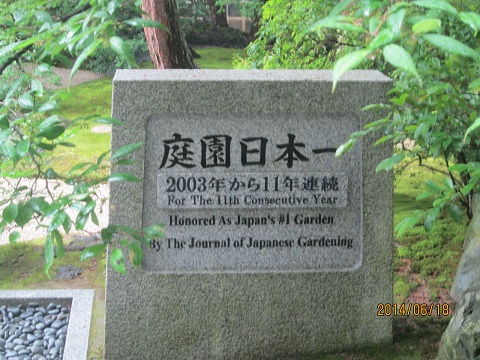 庭園日本一
2003年から11年連続
For The 11th Consecutive Year
Honored As Japan's #1 Garden
By The Journal of Japanese Gardening
2014/06/18